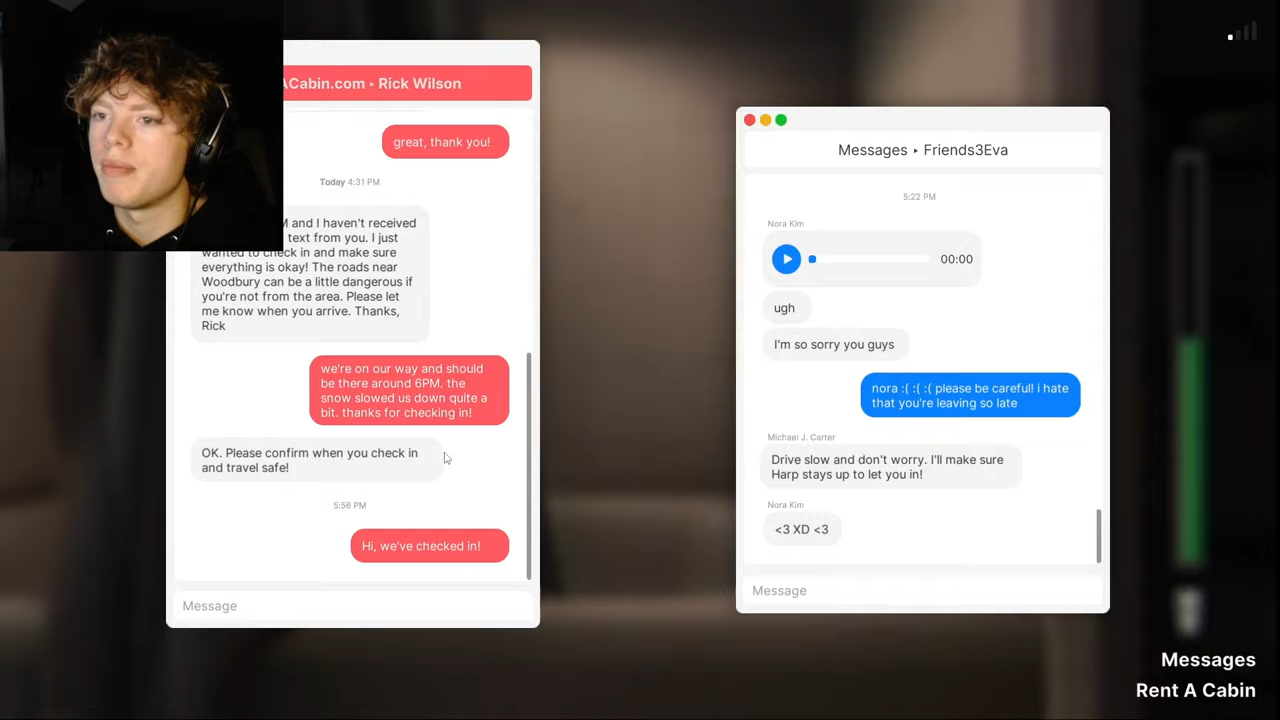 ACabin.com ▸ Rick Wilson
great, thank you!
Today 4:31 PM
and I haven't received
text from you. I just
wanted to check in and make sure
everything is okay! The roads near
Woodbury can be a little dangerous if
you're not from the area. Please let
me know when you arrive. Thanks,
Rick
we're on our way and should
be there around 6PM. the
snow slowed us down quite a
bit. thanks for checking in!
OK. Please confirm when you check in
and travel safe!
5:56 PM
Hi, we've checked in!
Message
Messages ▸ Friends3Eva
5:22 PM
Nora Kim
00:00
ugh
I'm so sorry you guys
nora :( :( :( please be careful! i hate
that you're leaving so late
Michael J. Carter
Drive slow and don't worry. I'll make sure
Harp stays up to let you in!
Nora Kim
<3 XD <3
Message
Messages
Rent A Cabin